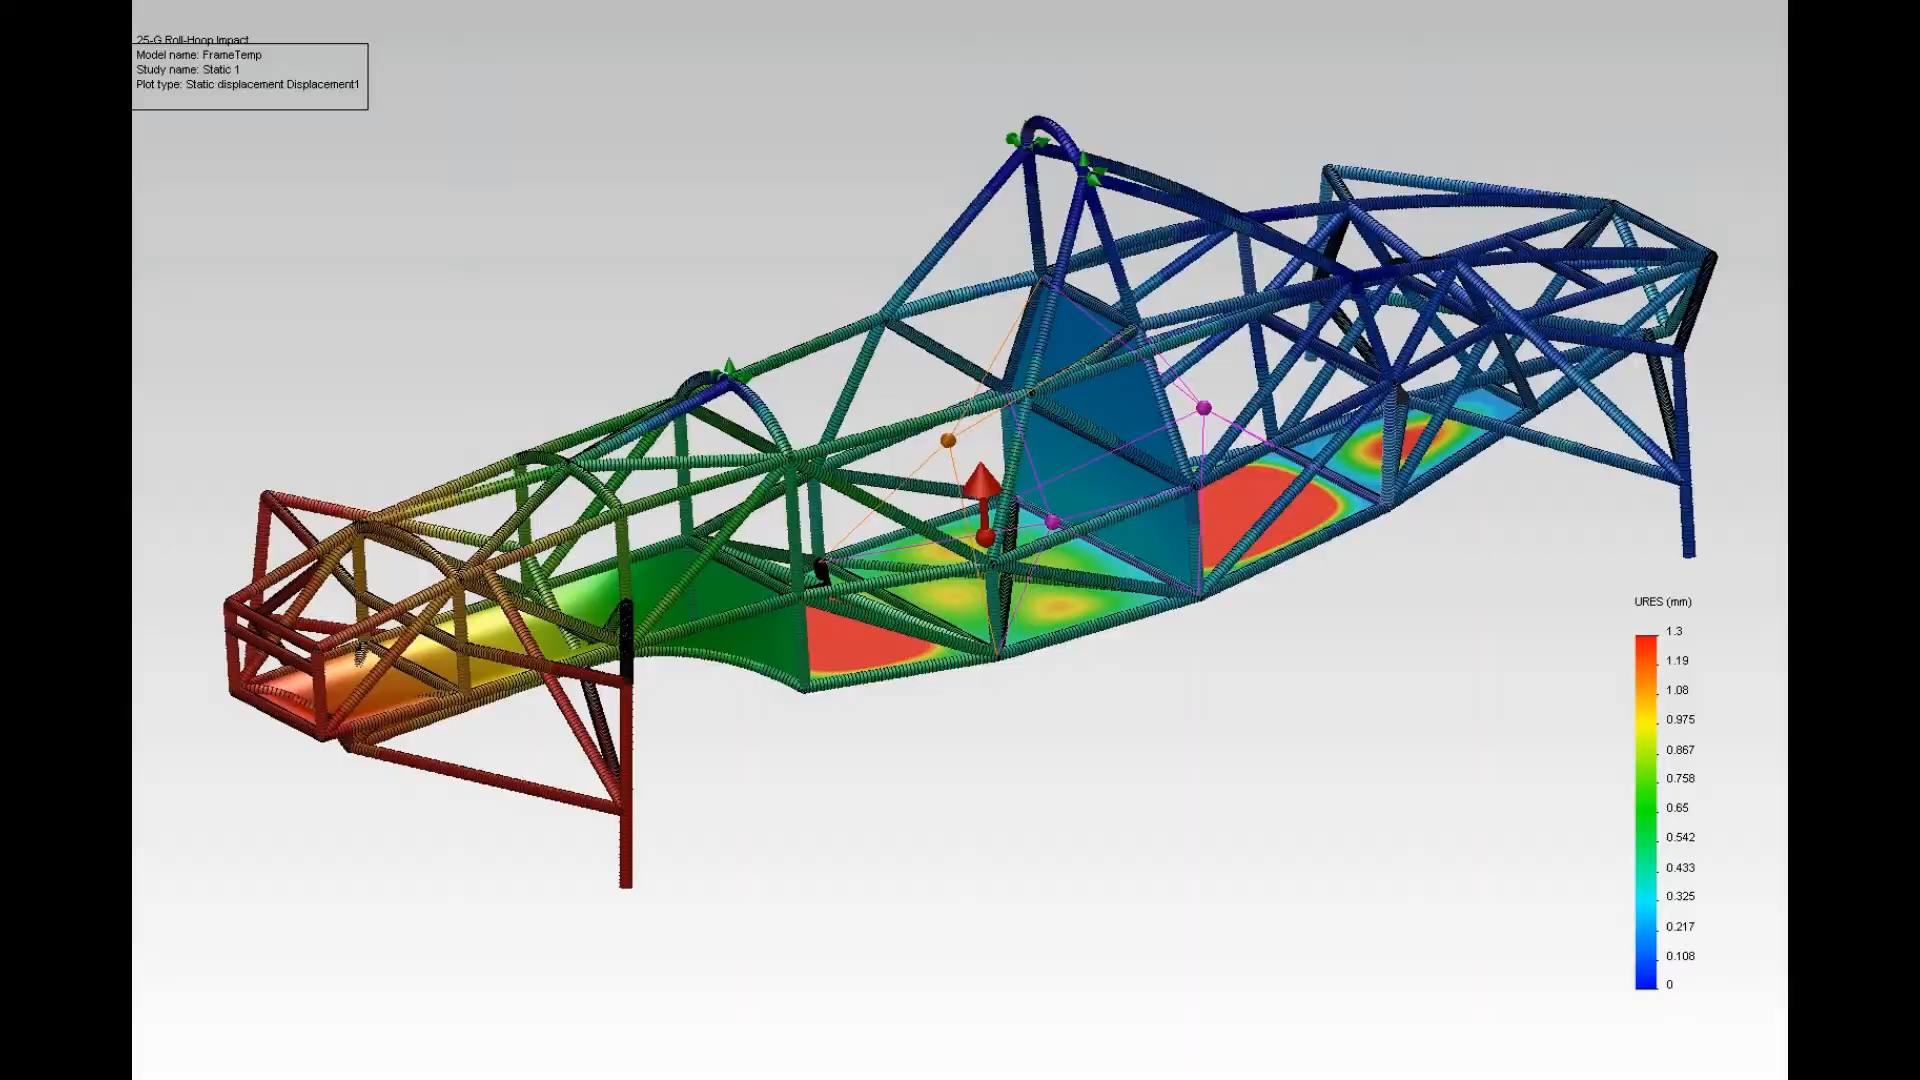 25-G Roll-Hoop Impact
Model name: FrameTemp
Study name: Static 1
Plot type: Static displacement Displacement1
URES (mm)
1.3
1.19
1.08
0.975
0.867
0.758
0.65
0.542
0.433
0.325
0.217
0.108
0